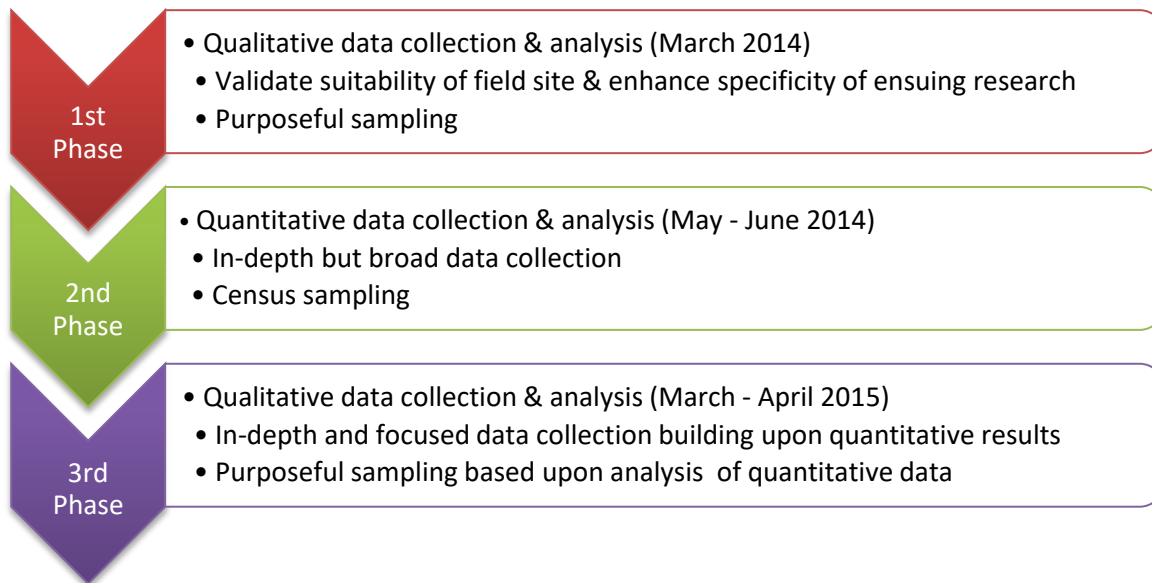 1st
Phase
• Qualitative data collection & analysis (March 2014)
• Validate suitability of field site & enhance specificity of ensuing research
• Purposeful sampling
2nd
Phase
• Quantitative data collection & analysis (May - June 2014)
• In-depth but broad data collection
• Census sampling
3rd
Phase
• Qualitative data collection & analysis (March - April 2015)
• In-depth and focused data collection building upon quantitative results
• Purposeful sampling based upon analysis  of quantitative data